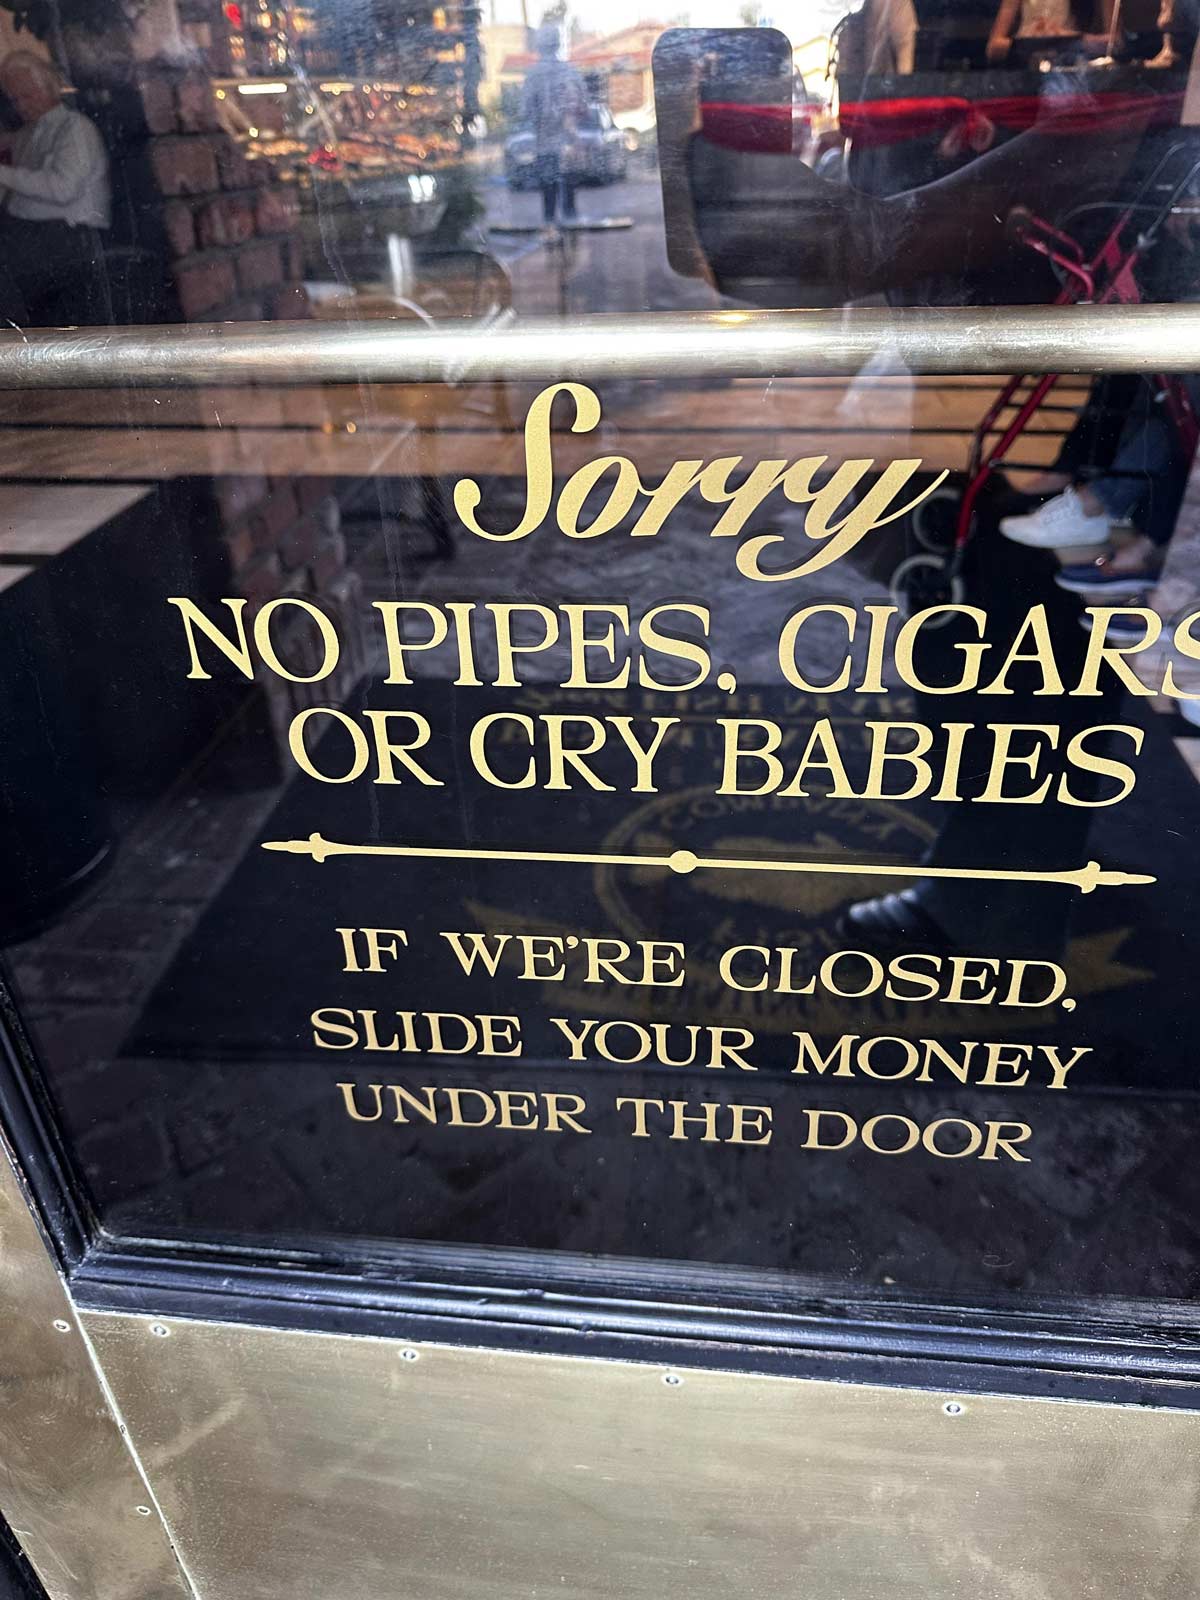 Sorry
NO PIPES, CIGARS
OR CRY BABIES
IF WE'RE CLOSED,
SLIDE YOUR MONEY
UNDER THE DOOR